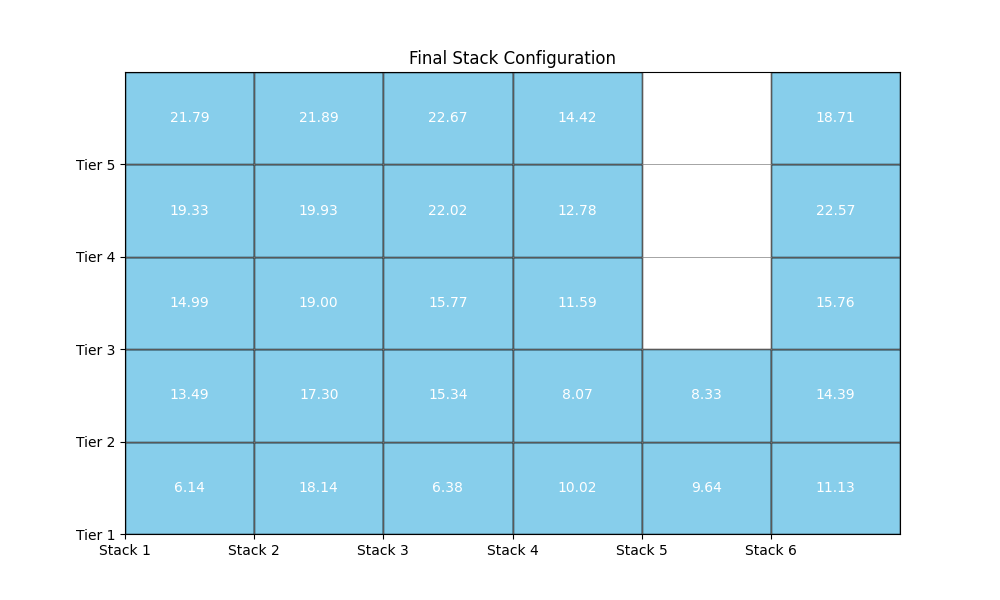 Final Stack Configuration
21.79 21.89 22.67 14.42 18.71
Tier 5
19.33 19.93 22.02 12.78 22.57
Tier 4
14.99 19.00 15.77 11.59 15.76
Tier 3
13.49 17.30 15.34 8.07 8.33 14.39
Tier 2
6.14 18.14 6.38 10.02 9.64 11.13
Tier 1
Stack 1 Stack 2 Stack 3 Stack 4 Stack 5 Stack 6